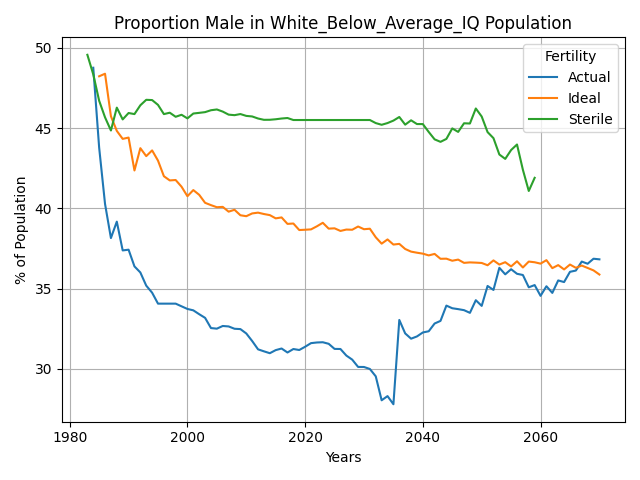 Proportion Male in White_Below_Average_IQ Population
% of Population
50
45
40
35
30
Fertility
Actual
Ideal
Sterile
1980
2000
2020
2040
2060
Years